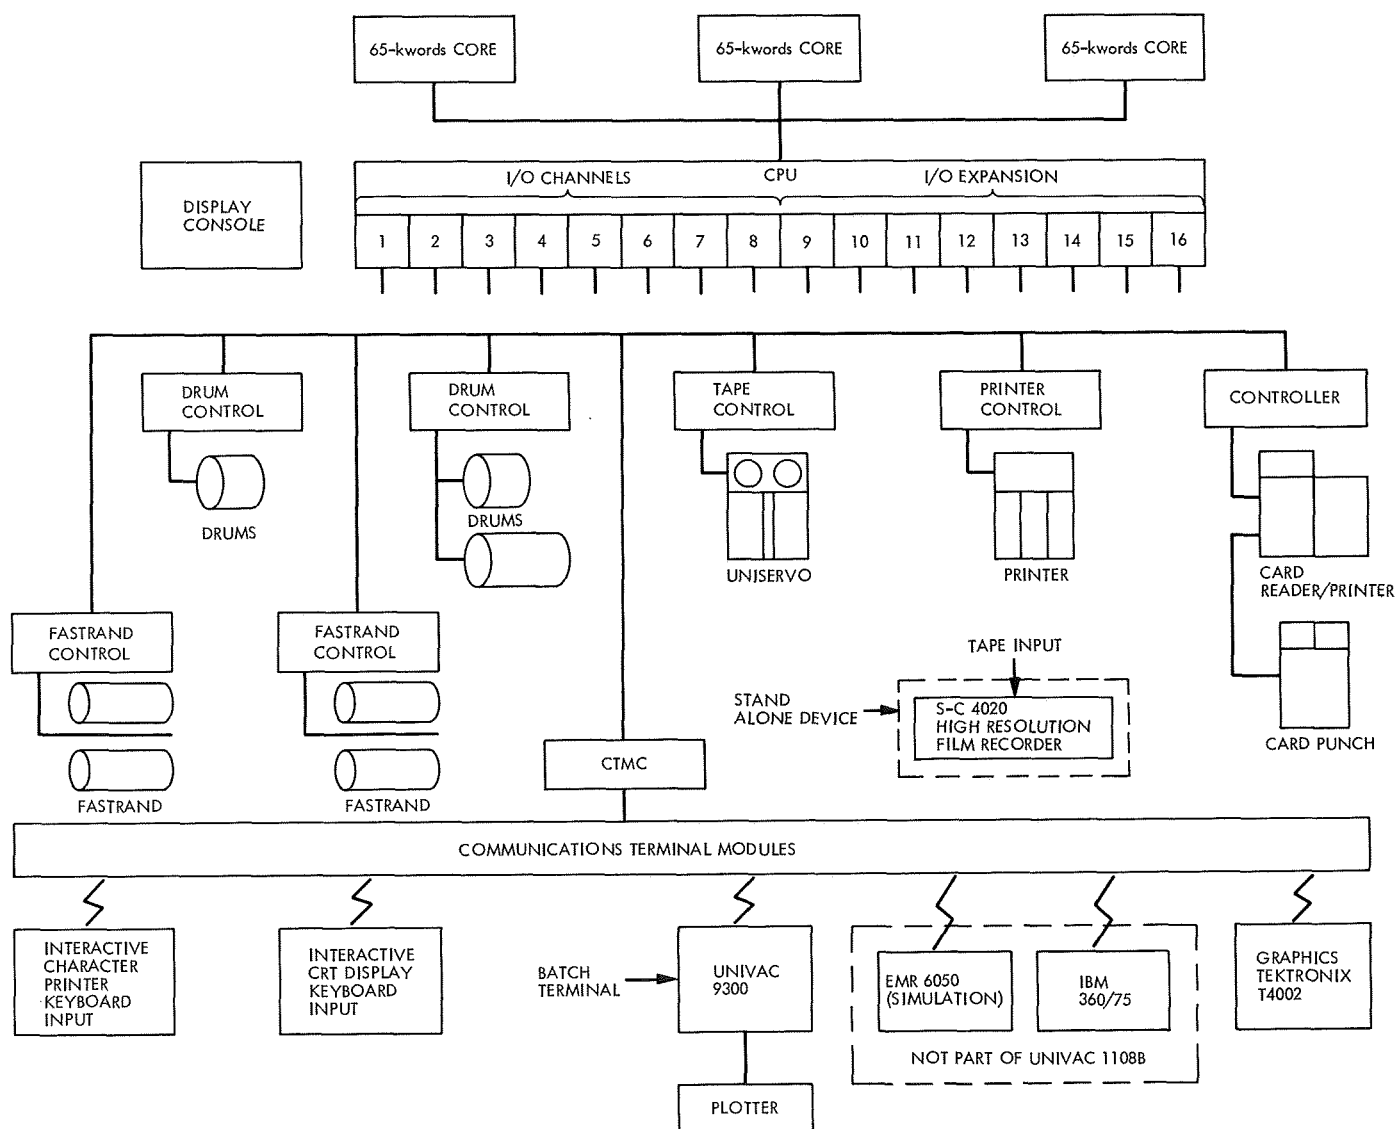 65-kwords CORE
65-kwords CORE
65-kwords CORE
DISPLAY
CONSOLE
I/O CHANNELS
CPU
I/O EXPANSION
1 2 3 4 5 6 7 8 9 10 11 12 13 14 15 16
DRUM
CONTROL
DRUM
CONTROL
TAPE
CONTROL
PRINTER
CONTROL
CONTROLLER
DRUMS
DRUMS
UNISERVO
PRINTER
CARD
READER/PRINTER
FASTRAND
CONTROL
FASTRAND
CONTROL
TAPE INPUT
STAND
ALONE DEVICE
S-C 4020
HIGH RESOLUTION
FILM RECORDER
CARD PUNCH
CTMC
FASTRAND
FASTRAND
COMMUNICATIONS TERMINAL MODULES
INTERACTIVE
CHARACTER
PRINTER
KEYBOARD
INPUT
INTERACTIVE
CRT DISPLAY
KEYBOARD
INPUT
BATCH
TERMINAL
UNIVAC
9300
EMR 6050
(SIMULATION)
IBM
360/75
GRAPHICS
TEKTRONIX
T4002
NOT PART OF UNIVAC 1108B
PLOTTER